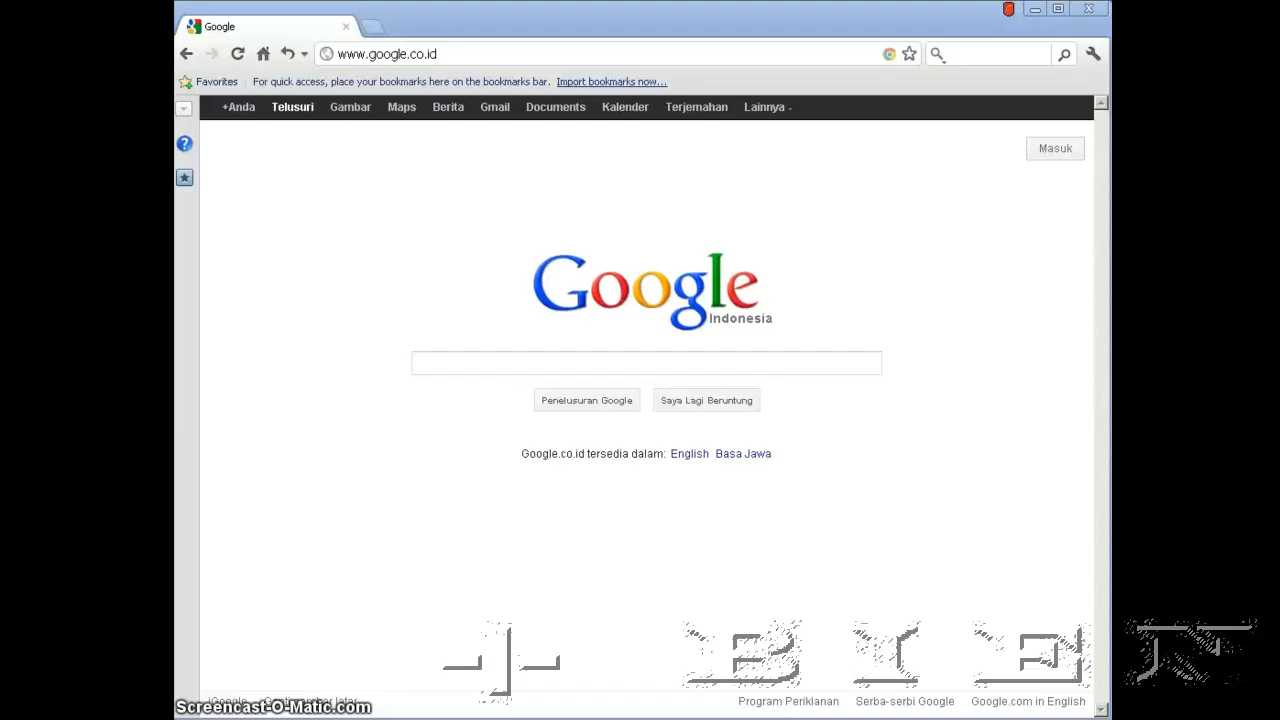 Google
www.google.co.id
Favorites For quick access, place your bookmarks here on the bookmarks bar. Import bookmarks now...
+Anda Telusuri Gambar Maps Berita Gmail Documents Kalender Terjemahan Lainnya
Masuk
Google
Indonesia
Penelusuran Google Saya Lagi Beruntung
Google.co.id tersedia dalam: English Basa Jawa
iGoogle Program Periklanan Serba-serbi Google Google.com in English
Screencast-O-Matic.com